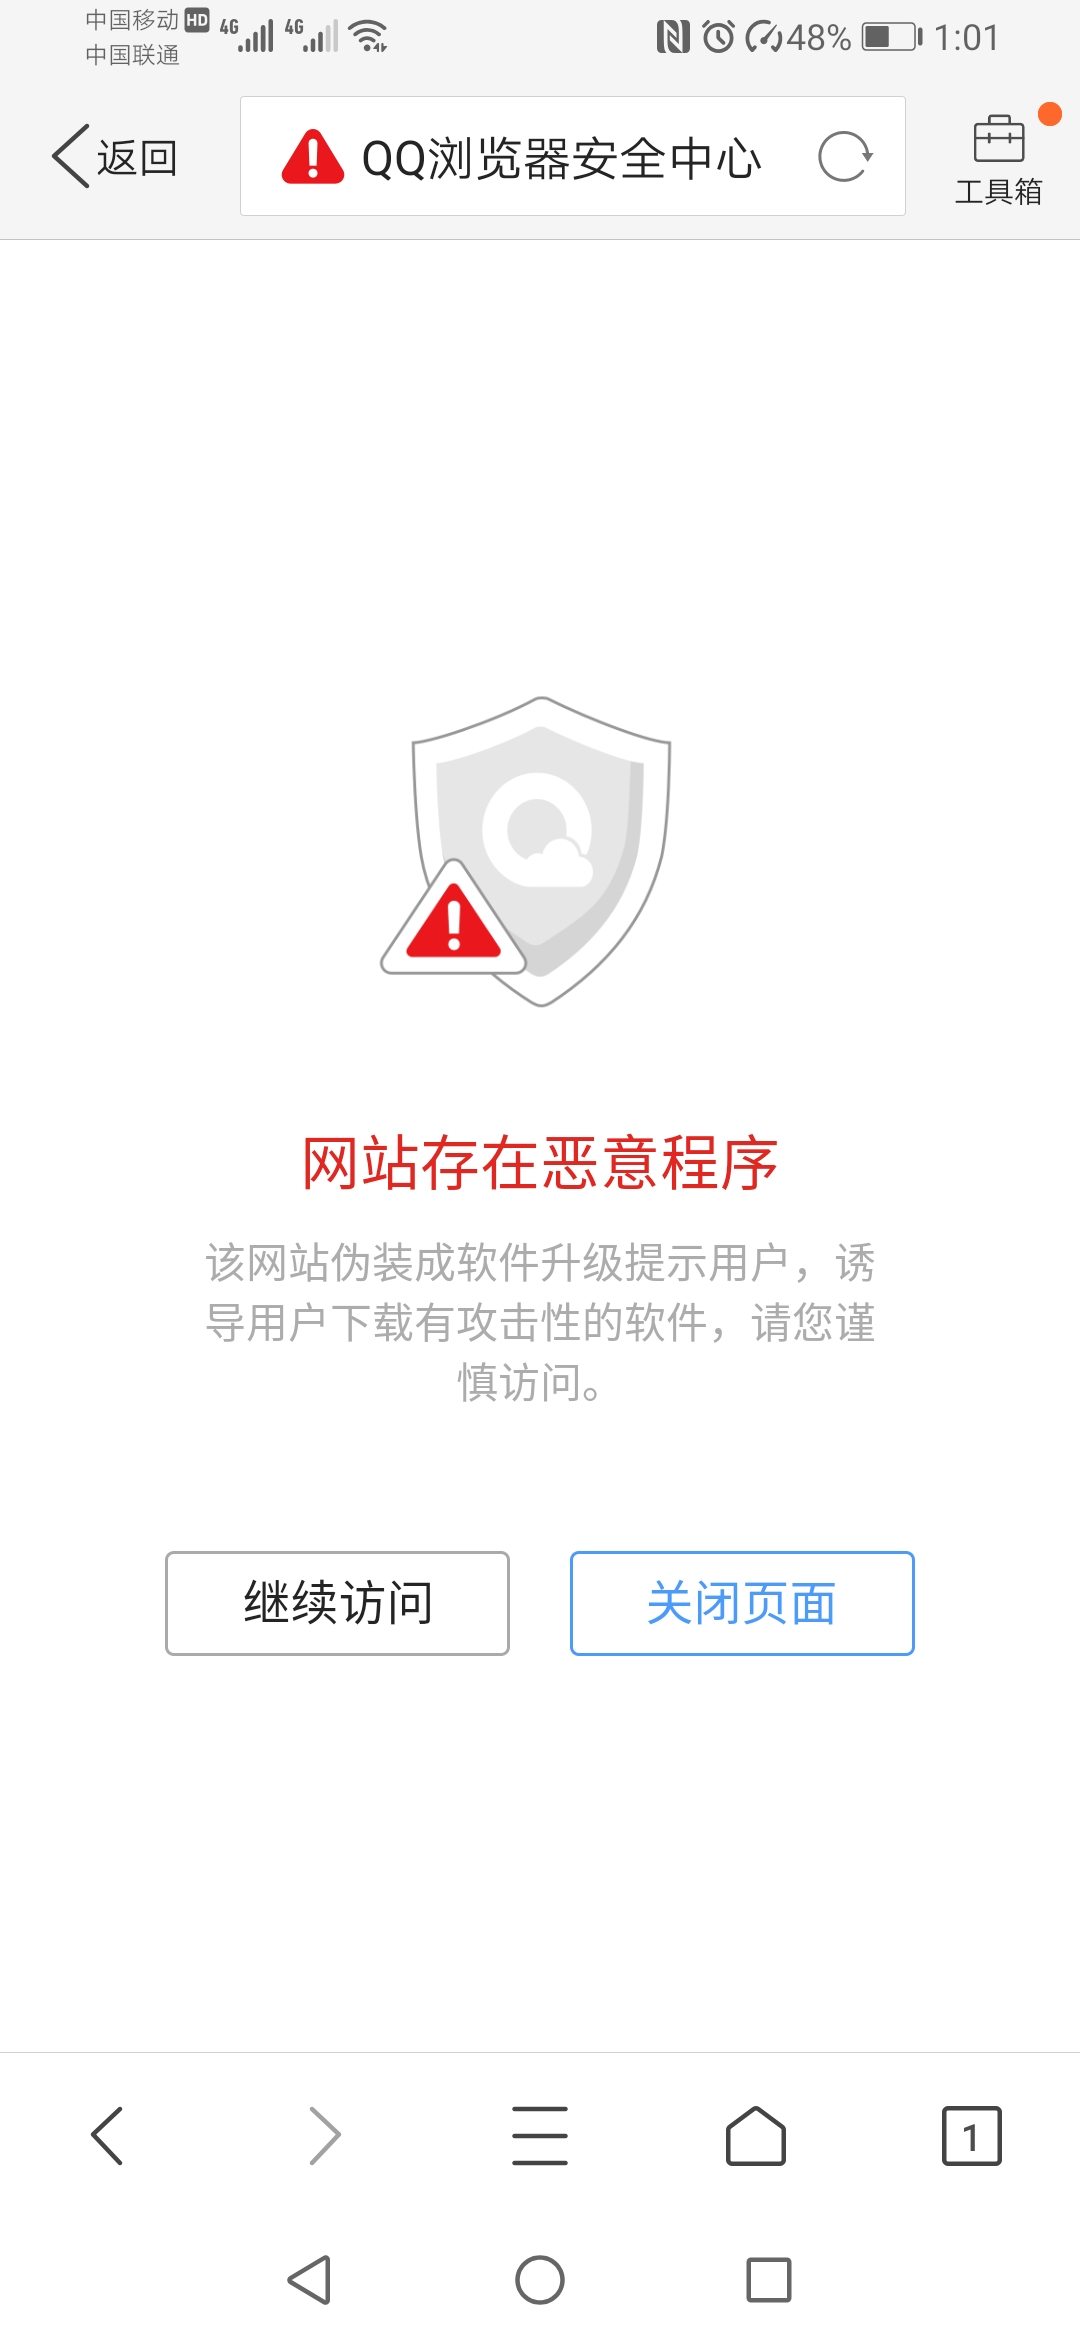 中国移动 HD 4G 4G 48% 1:01
中国联通
返回 QQ浏览器安全中心
工具箱
网站存在恶意程序
该网站伪装成软件升级提示用户，诱
导用户下载有攻击性的软件，请您谨
慎访问。
继续访问 关闭页面
1